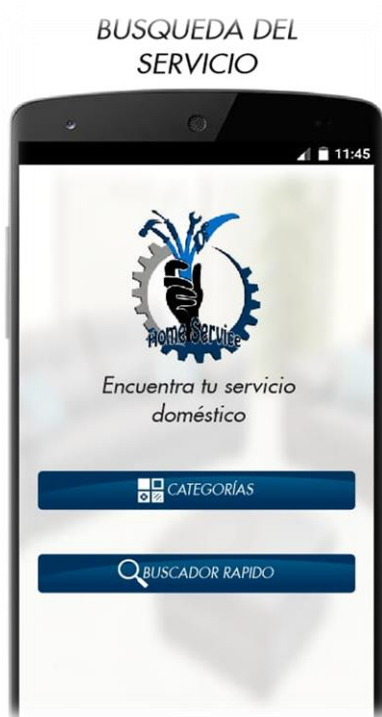 BUSQUEDA DEL
SERVICIO
11:45
Home Service
Encuentra tu servicio
doméstico
CATEGORÍAS
BUSCADOR RAPIDO